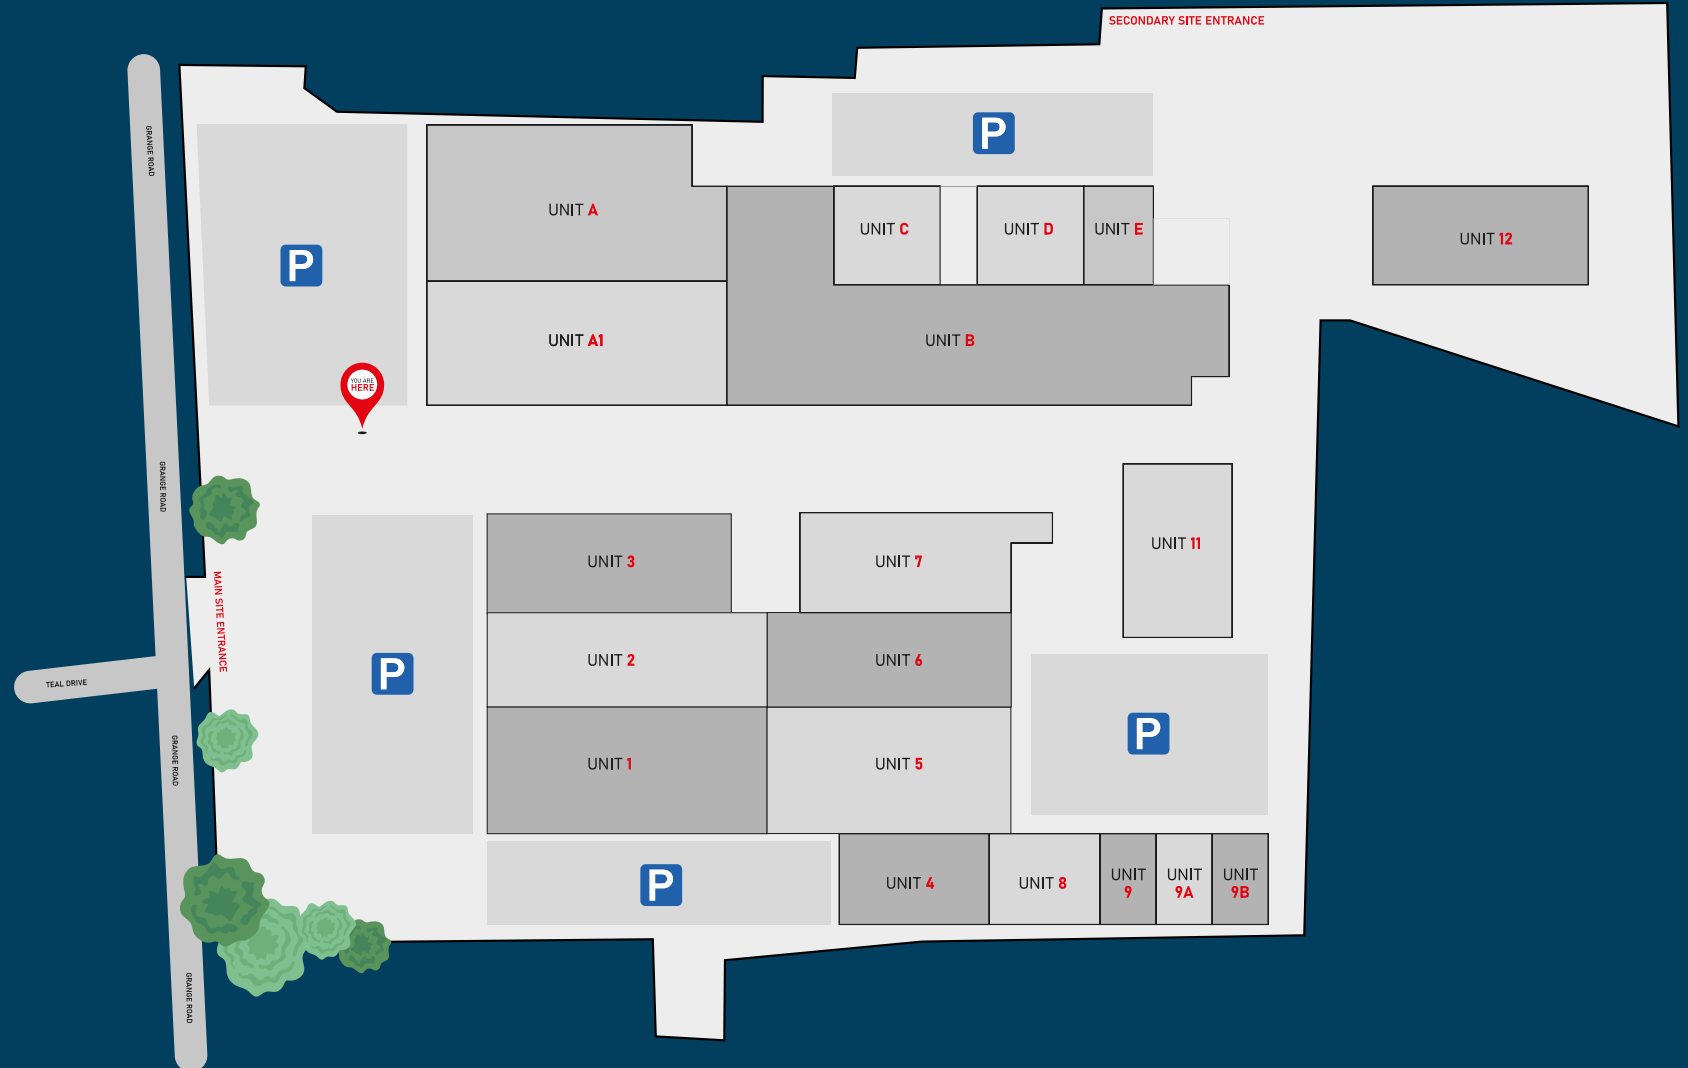 SECONDARY SITE ENTRANCE
GRANGE ROAD
P
P
UNIT A
UNIT C
UNIT D
UNIT E
UNIT 12
UNIT A1
UNIT B
YOU ARE
HERE
GRANGE ROAD
MAIN SITE ENTRANCE
UNIT 3
UNIT 7
UNIT 11
P
UNIT 2
UNIT 6
TEAL DRIVE
GRANGE ROAD
UNIT 1
UNIT 5
P
P
UNIT 4
UNIT 8
UNIT
9
UNIT
9A
UNIT
9B
GRANGE ROAD